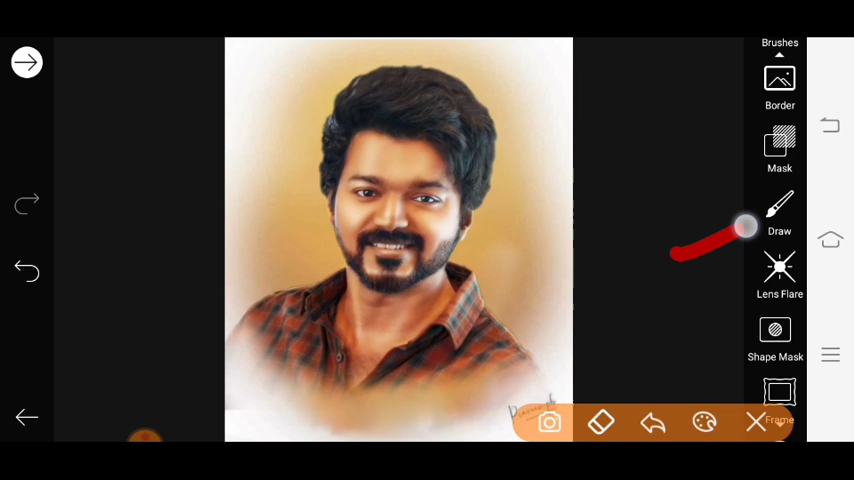 Brushes
Border
Mask
Draw
Lens Flare
Shape Mask
Frame